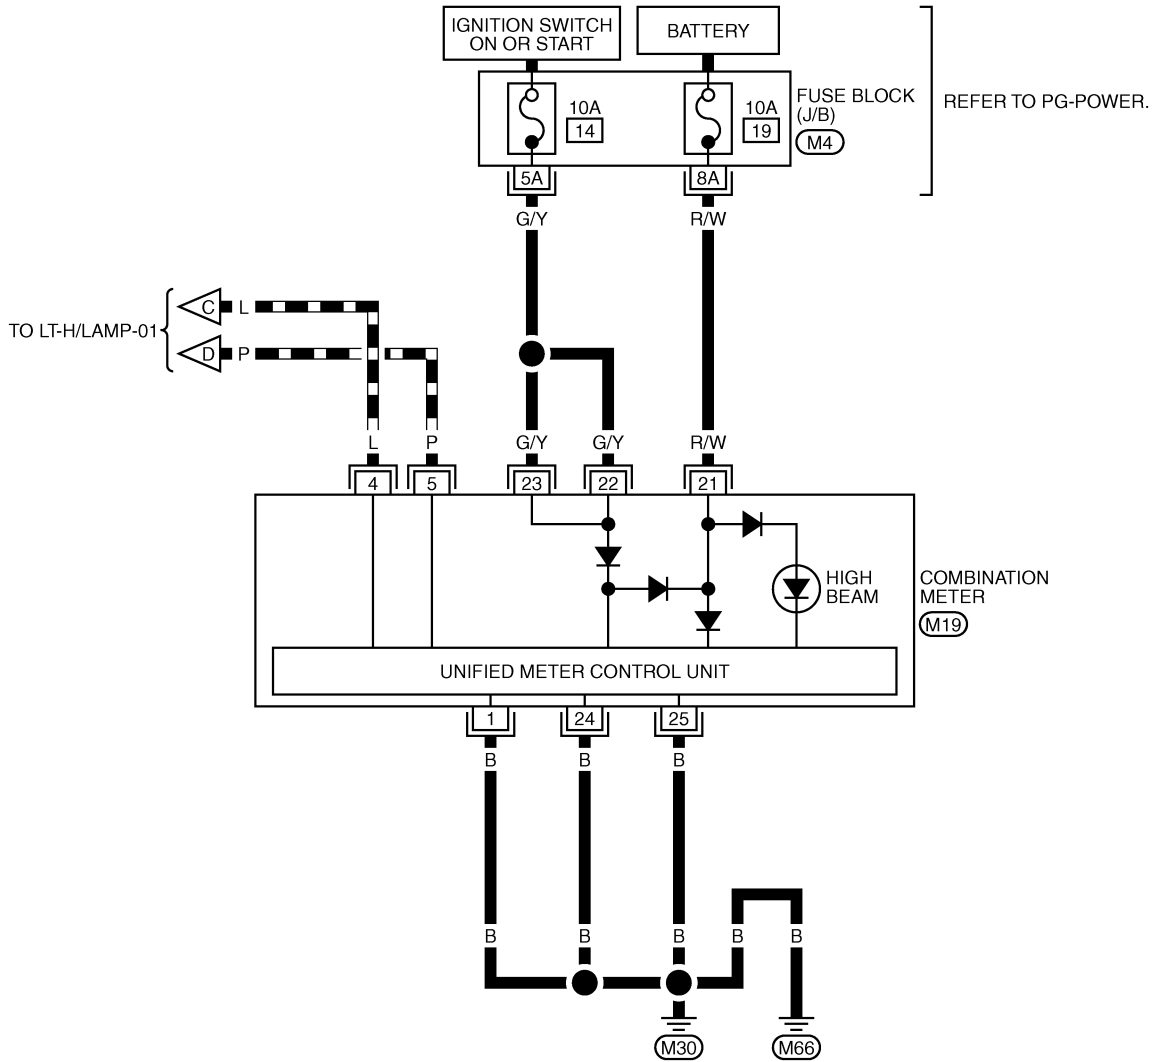 IGNITION SWITCH
ON OR START
BATTERY
10A
14
10A
19
FUSE BLOCK
(J/B)
M4
REFER TO PG-POWER.
5A
8A
G/Y
R/W
C
L
TO LT-H/LAMP-01
D
P
L
P
G/Y
G/Y
R/W
4
5
23
22
21
HIGH
BEAM
COMBINATION
METER
M19
UNIFIED METER CONTROL UNIT
1
24
25
B
B
B
B
B
B
B
B
M30
M66